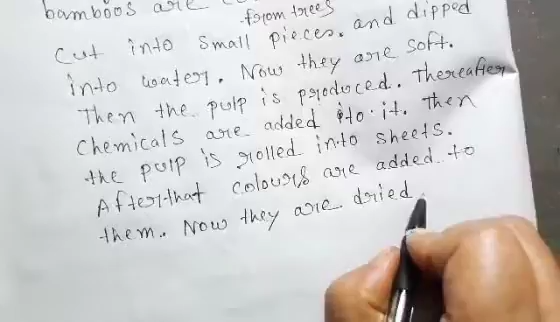 bamboos are
from trees
cut into small pieces. and dipped
into water. Now they are soft.
Then the pulp is produced. Thereafter
chemicals are added ito it. Then
the pulp is rolled into sheets.
After that colours are added to
them. Now they are dried.